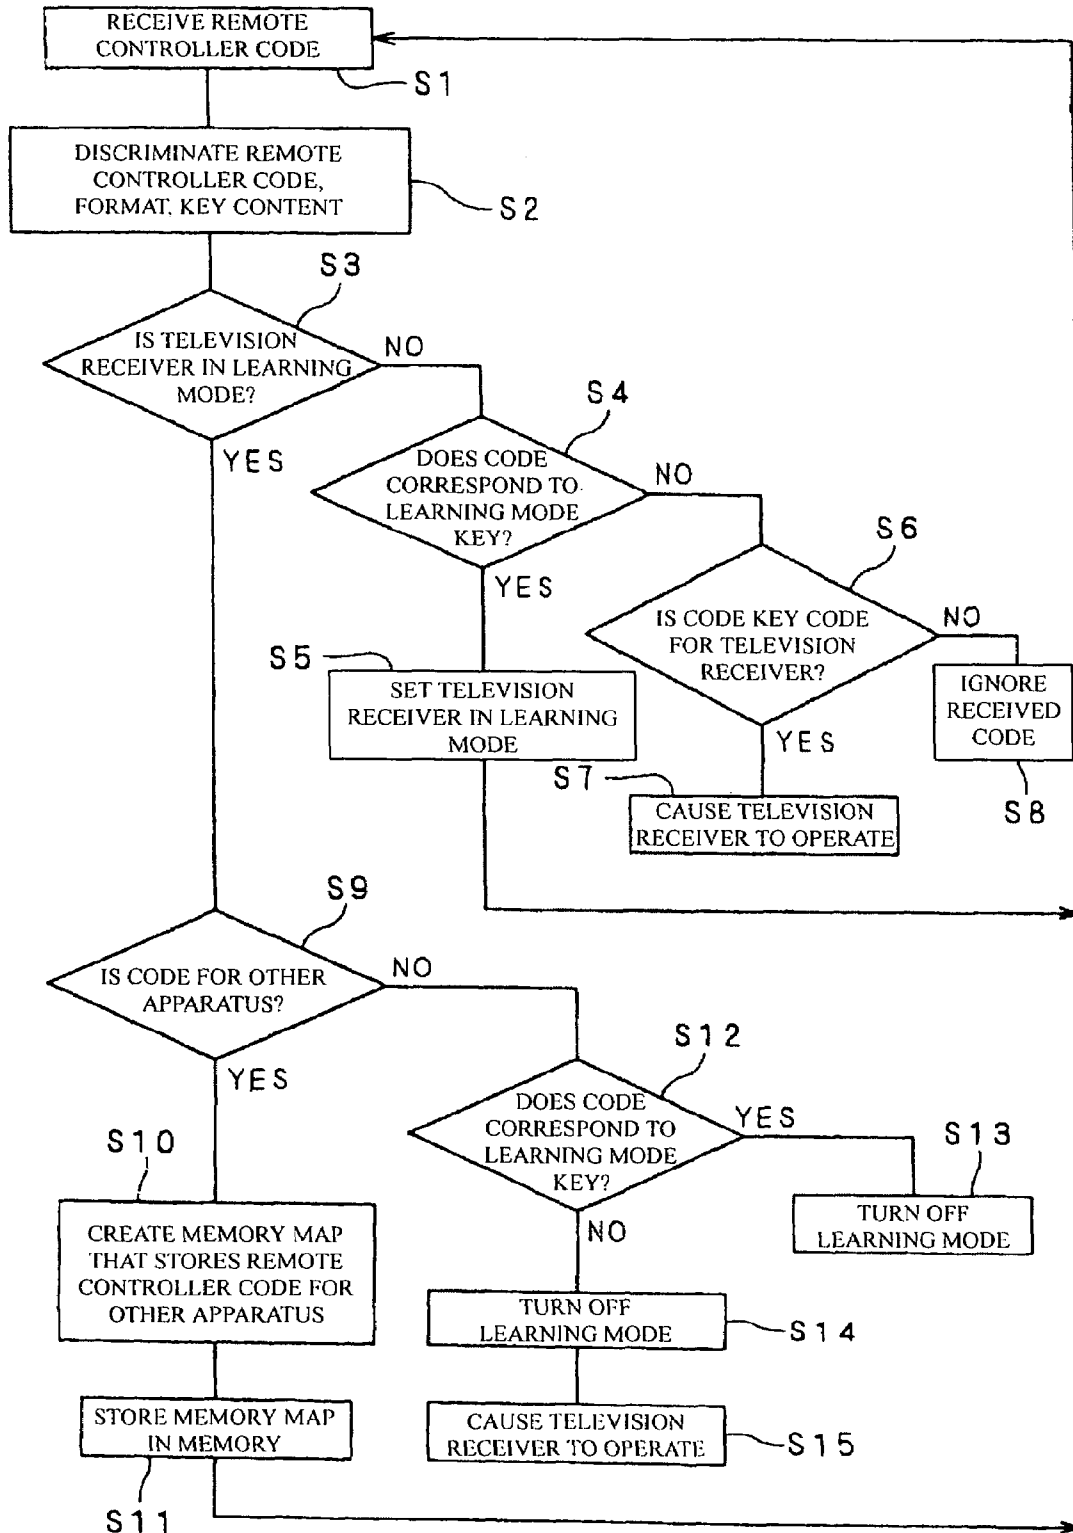 RECEIVE REMOTE
CONTROLLER CODE
S1
DISCRIMINATE REMOTE
CONTROLLER CODE,
FORMAT, KEY CONTENT
S2
S3
IS TELEVISION
RECEIVER IN LEARNING
MODE?
NO
YES
S4
DOES CODE
CORRESPOND TO
LEARNING MODE
KEY?
NO
YES
S5
SET TELEVISION
RECEIVER IN LEARNING
MODE
S6
IS CODE KEY CODE
FOR TELEVISION
RECEIVER?
NO
YES
S7
CAUSE TELEVISION
RECEIVER TO OPERATE
IGNORE
RECEIVED
CODE
S8
S9
IS CODE FOR OTHER
APPARATUS?
NO
YES
S10
CREATE MEMORY MAP
THAT STORES REMOTE
CONTROLLER CODE FOR
OTHER APPARATUS
STORE MEMORY MAP
IN MEMORY
S11
S12
DOES CODE
CORRESPOND TO
LEARNING MODE
KEY?
YES
NO
S13
TURN OFF
LEARNING MODE
TURN OFF
LEARNING MODE
S14
CAUSE TELEVISION
RECEIVER TO OPERATE
S15